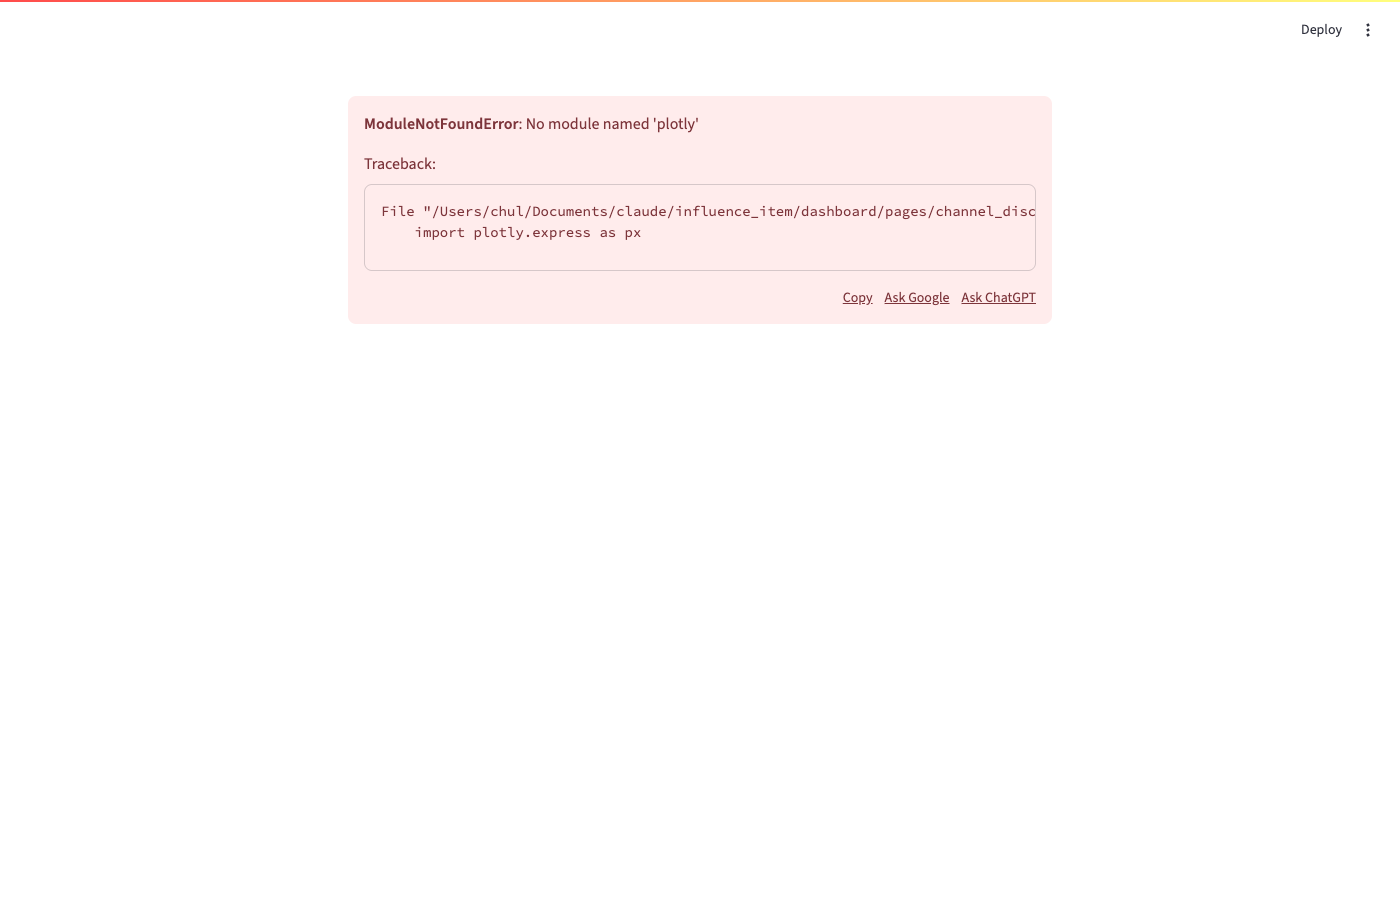 Deploy
ModuleNotFoundError: No module named 'plotly'
Traceback:
File "/Users/chul/Documents/claude/influence_item/dashboard/pages/channel_disc
    import plotly.express as px
Copy Ask Google Ask ChatGPT